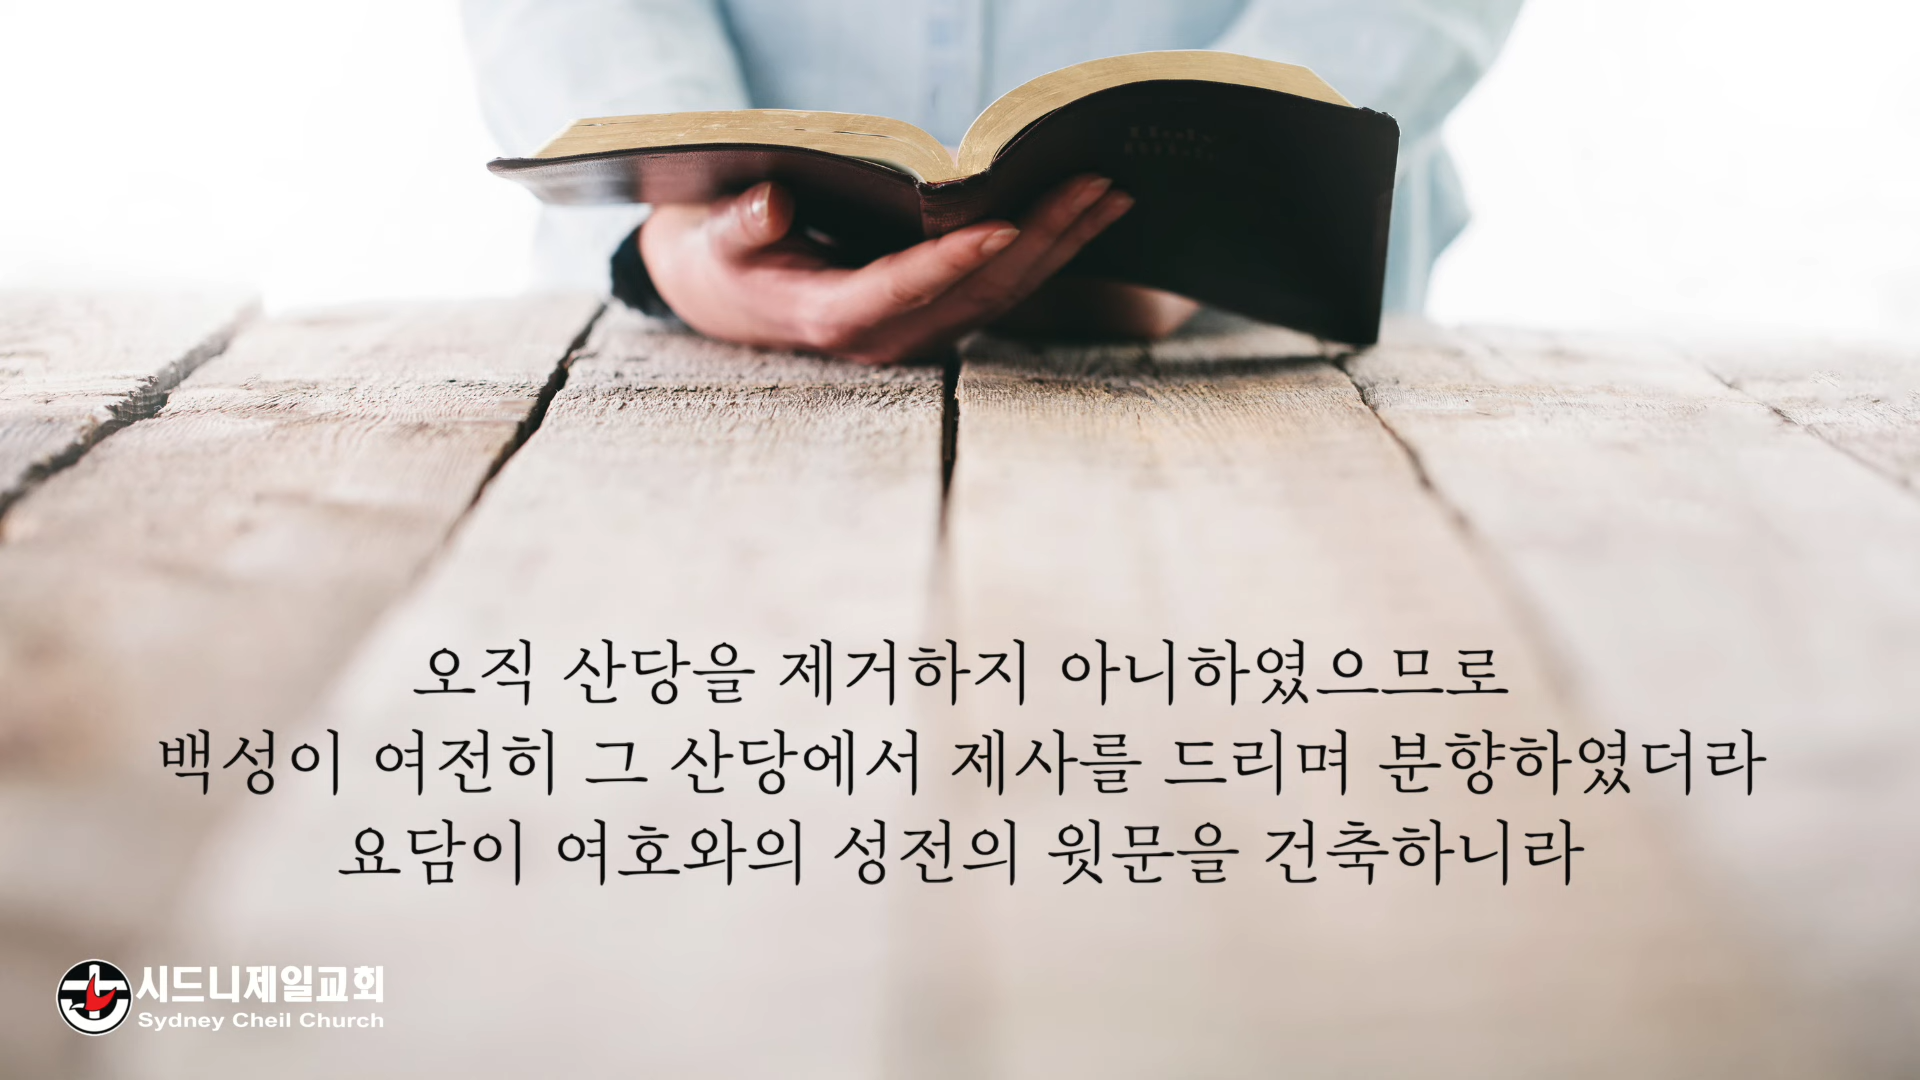 오직 산당을 제거하지 아니하였으므로
백성이 여전히 그 산당에서 제사를 드리며 분향하였더라
요담이 여호와의 성전의 윗문을 건축하니라
시드니제일교회
Sydney Cheil Church